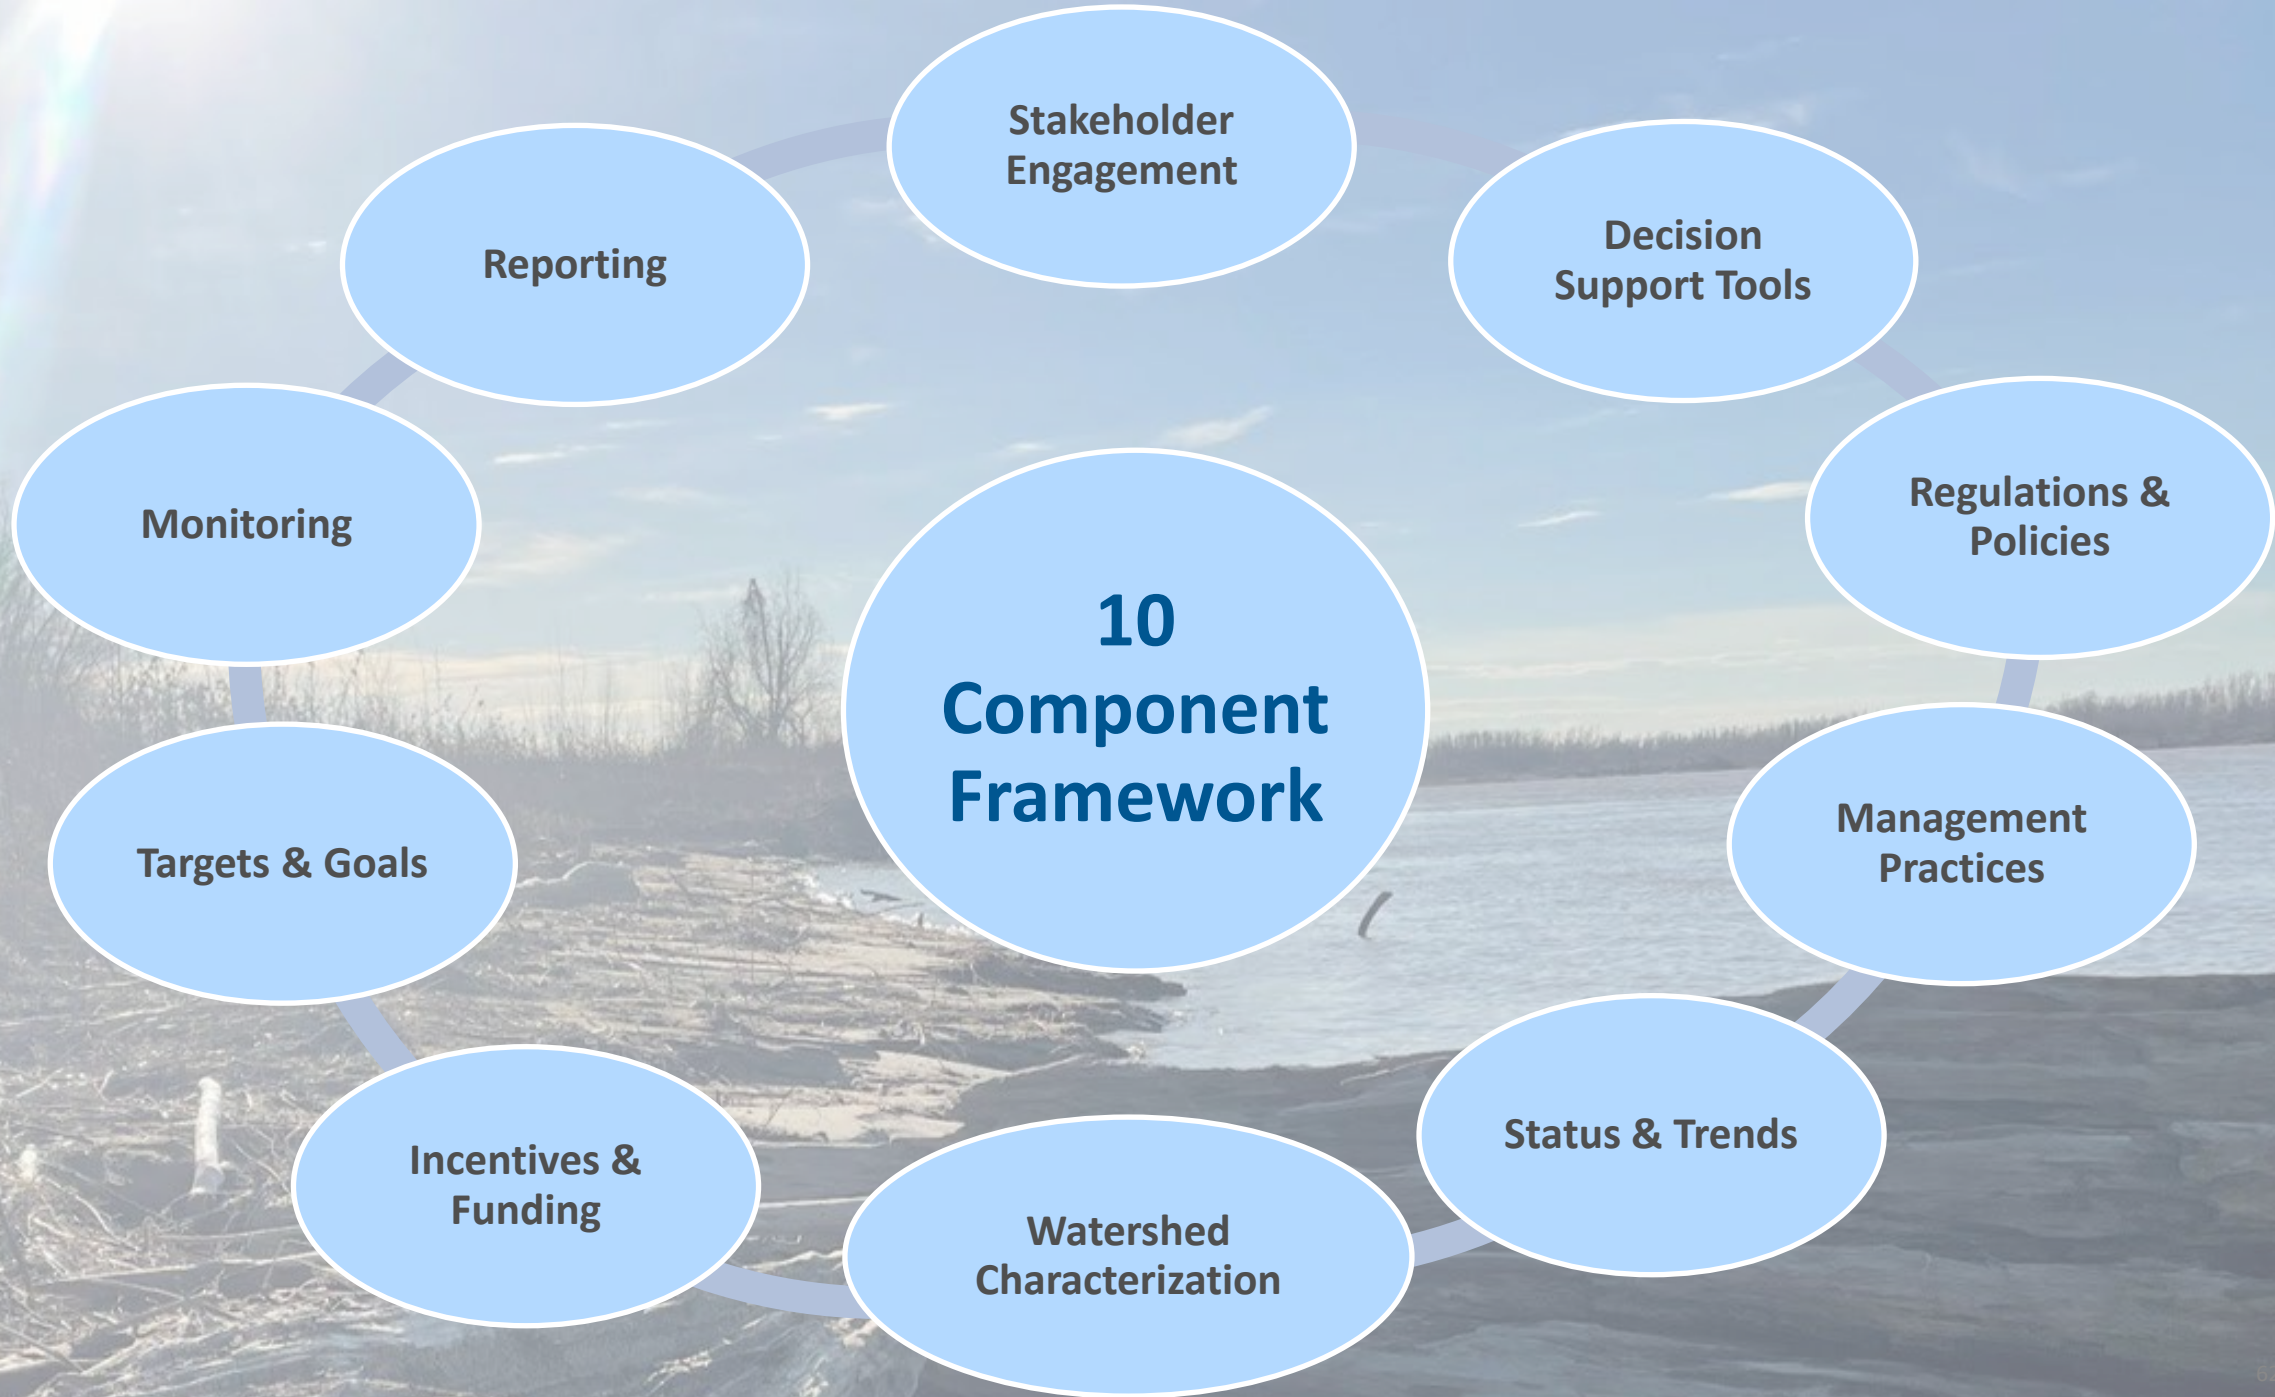 Stakeholder
Engagement
Decision
Support Tools
Regulations &
Policies
Management
Practices
Status & Trends
Watershed
Characterization
Incentives &
Funding
Targets & Goals
Monitoring
Reporting
10
Component
Framework